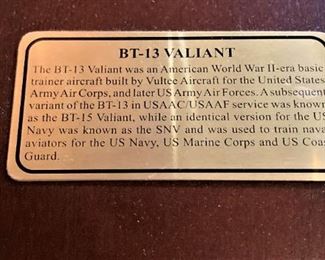 BT-13 VALIANT
The BT-13 Valiant was an American World War II-era basic
trainer aircraft built by Vultee Aircraft for the United States
Army Air Corps, and later US Army Air Forces. A subsequent
variant of the BT-13 in USAAC/USAAF service was known
as the BT-15 Valiant, while an identical version for the US
Navy was known as the SNV and was used to train naval
aviators for the US Navy, US Marine Corps and US Coast
Guard.